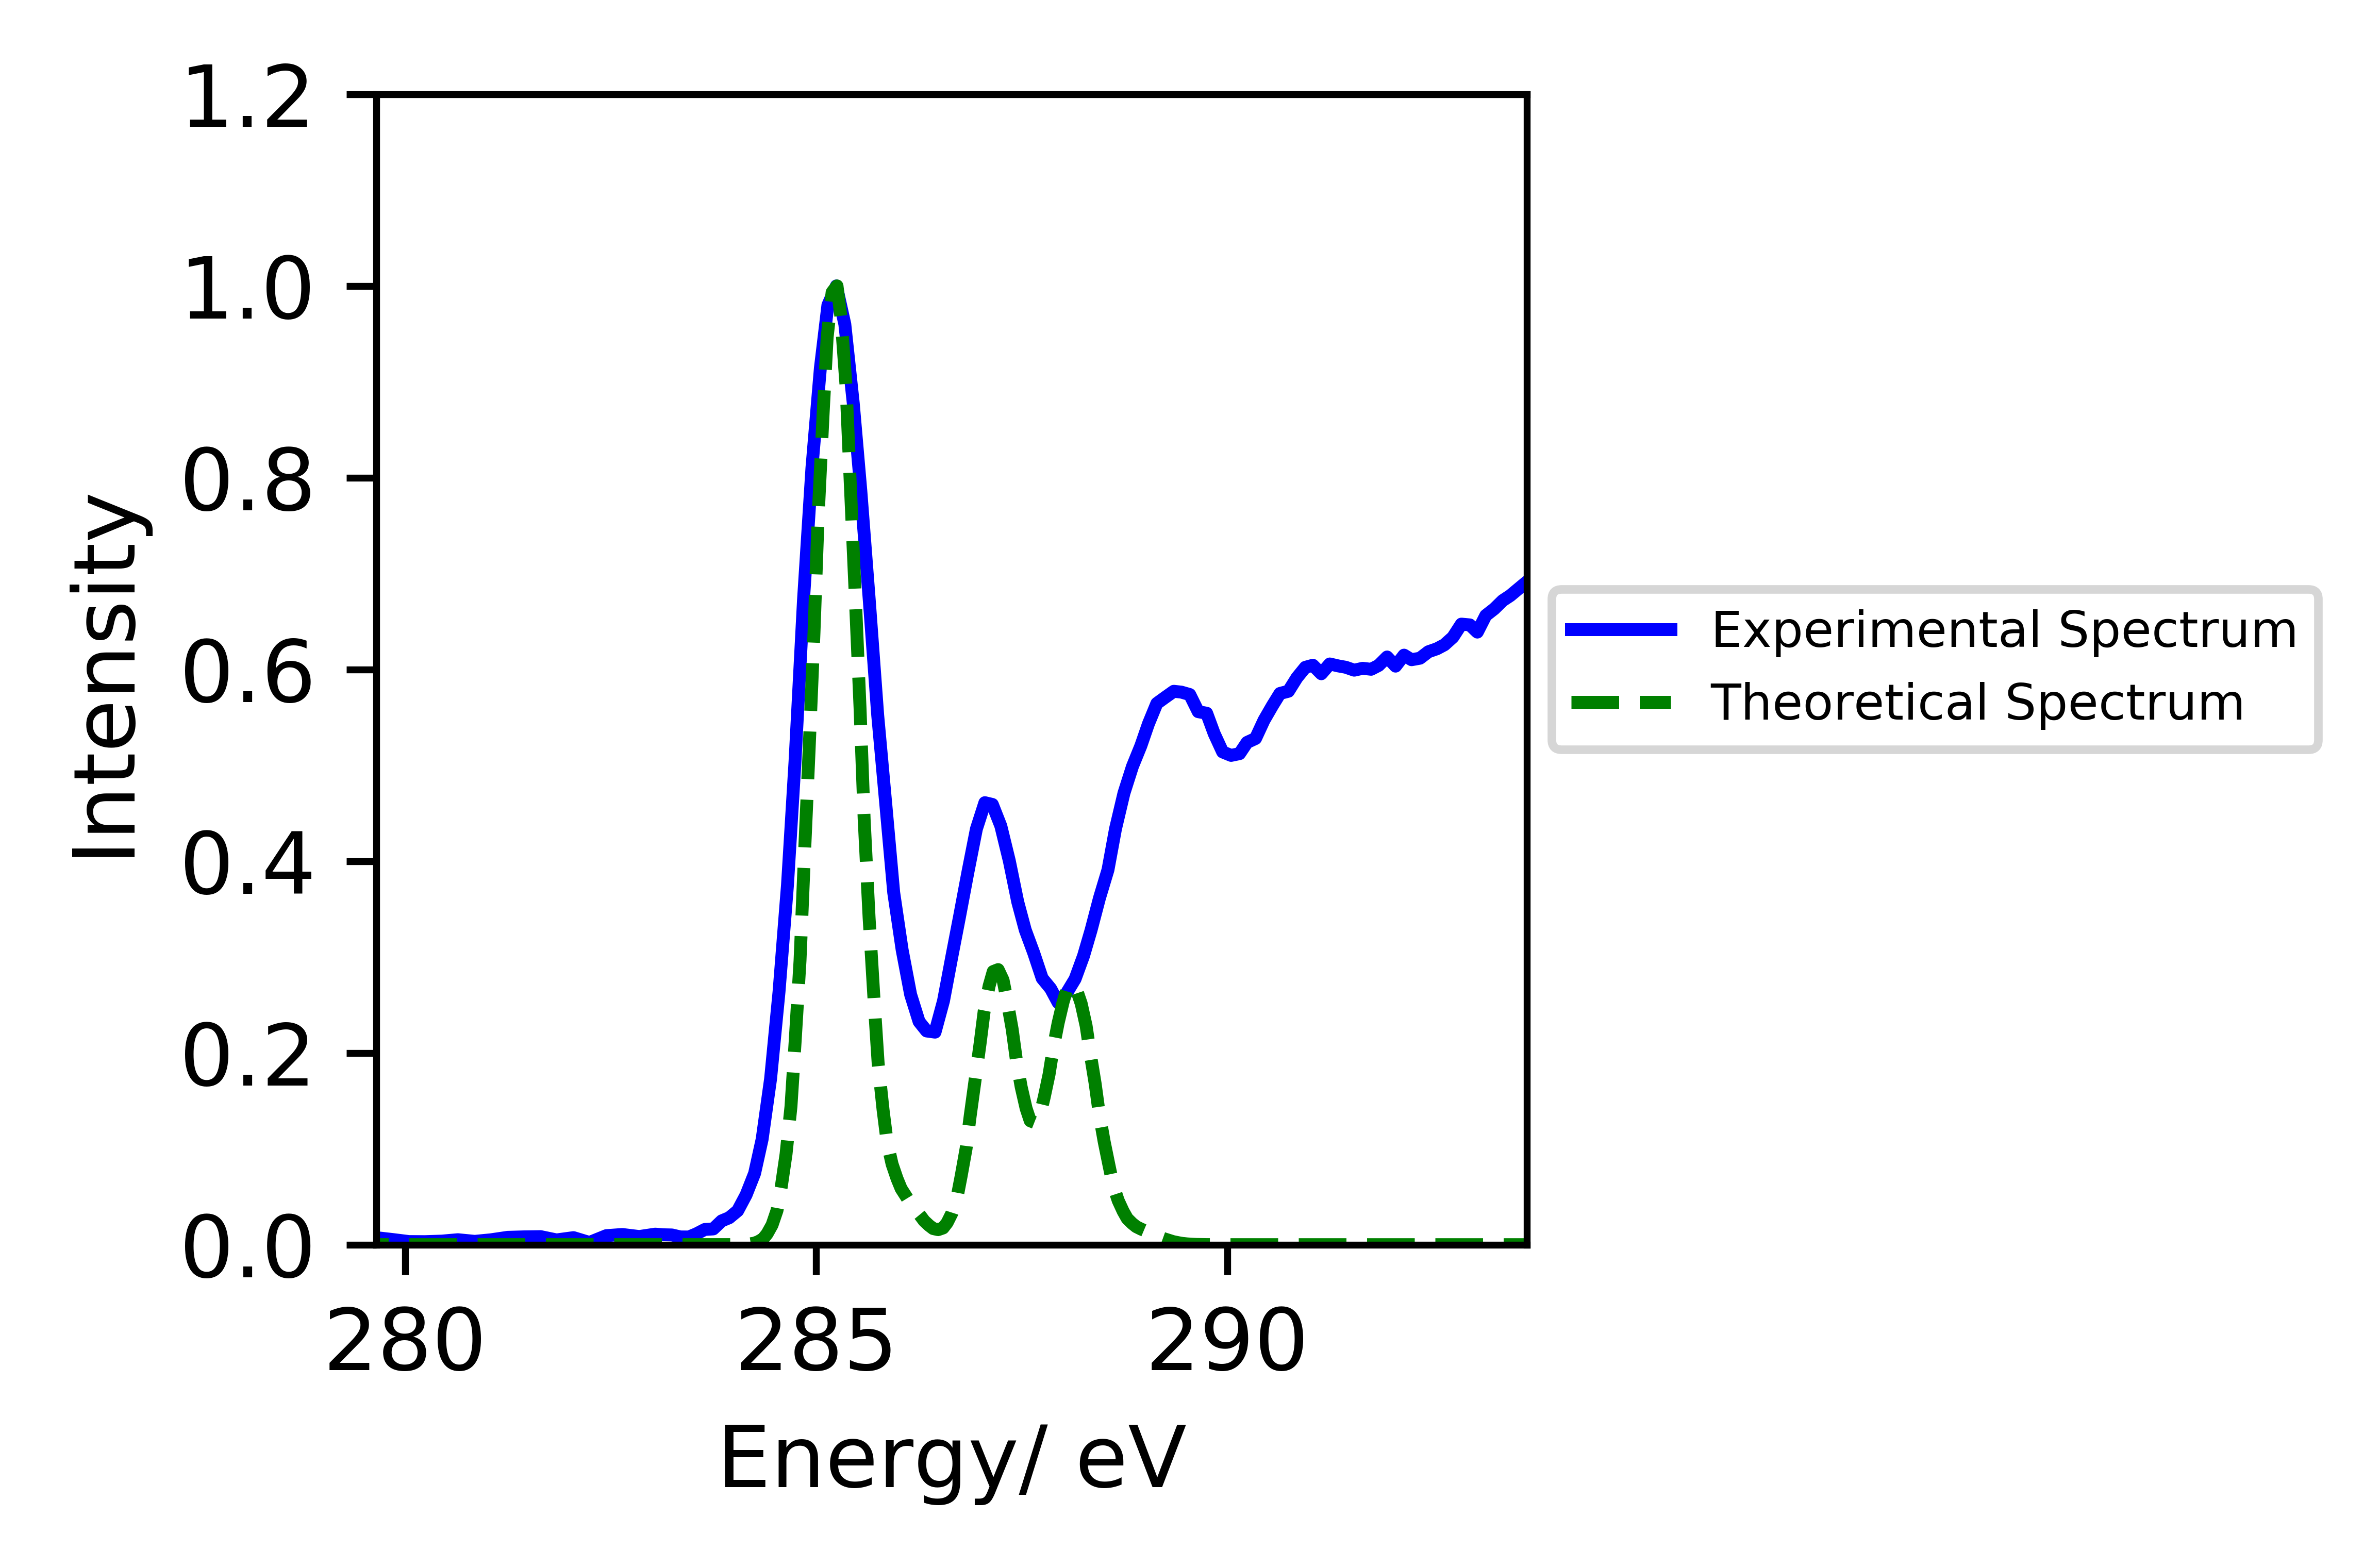 1.2
1.0
0.8
0.6
0.4
0.2
0.0
Intensity
280 285 290
Energy/ eV
Experimental Spectrum
Theoretical Spectrum